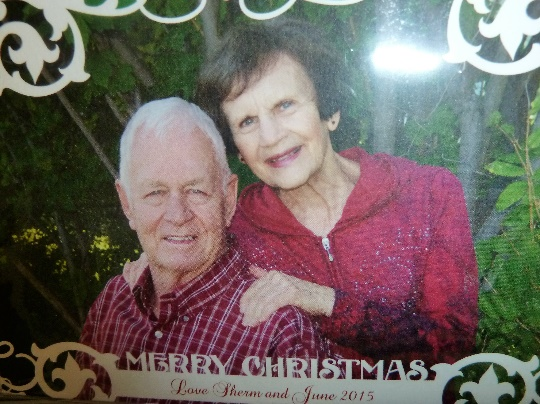 MERRY CHRISTMAS
Love Sherm and June 2015